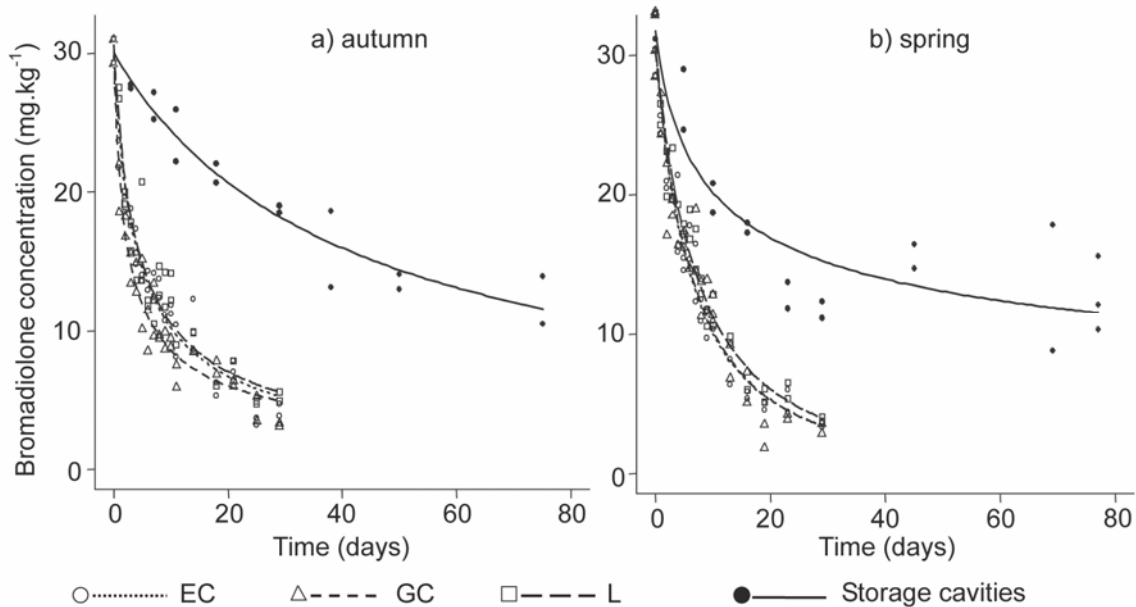 a) autumn
b) spring
Bromadiolone concentration (mg.kg⁻¹)
30
20
10
0
0 20 40 60 80
Time (days)
30
20
10
0
0 20 40 60 80
Time (days)
EC GC L Storage cavities